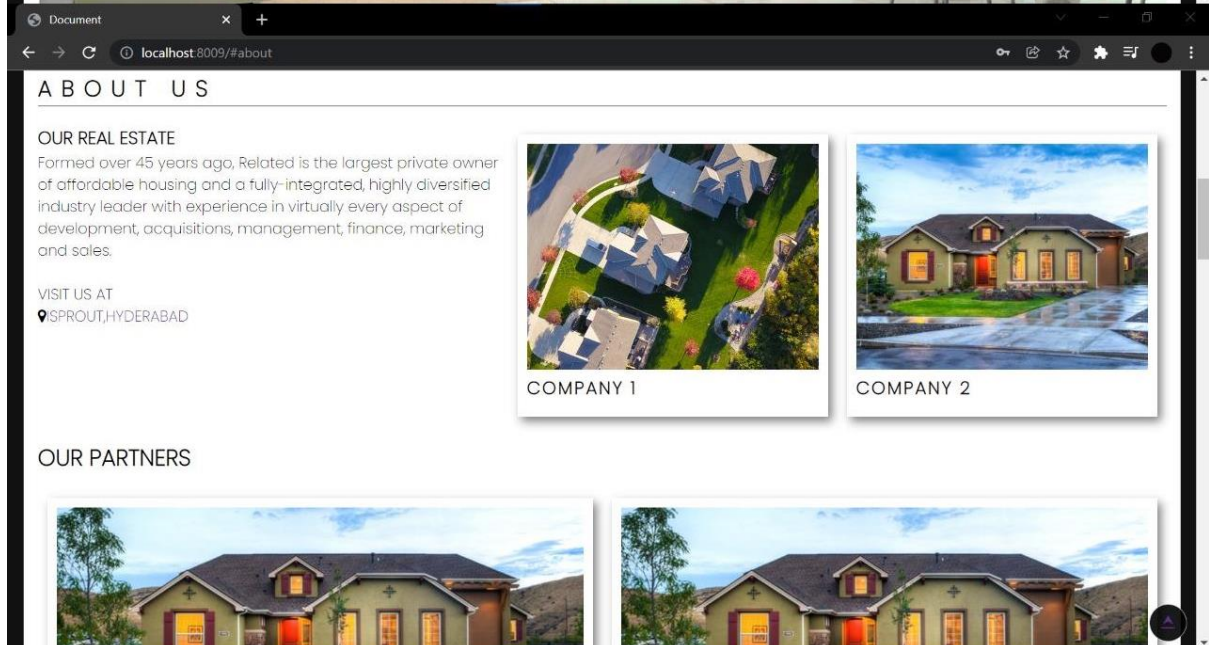 Document
localhost:8009/#about
ABOUT US
OUR REAL ESTATE
Formed over 45 years ago, Related is the largest private owner
of affordable housing and a fully-integrated, highly diversified
industry leader with experience in virtually every aspect of
development, acquisitions, management, finance, marketing
and sales.
VISIT US AT
ISPROUT,HYDERABAD
COMPANY 1
COMPANY 2
OUR PARTNERS